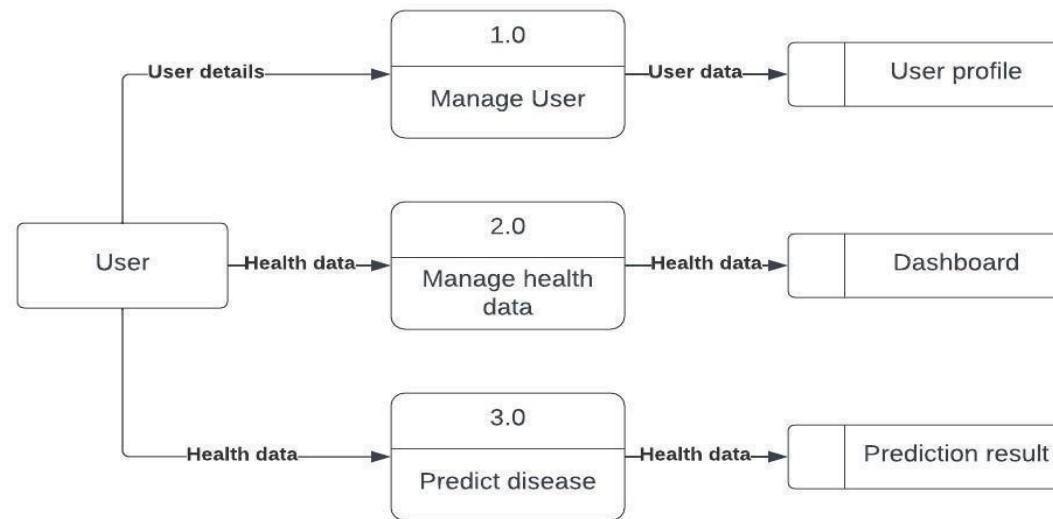 1.0
User details
Manage User
User data
User profile
2.0
User
Health data
Manage health
data
Health data
Dashboard
3.0
Health data
Predict disease
Health data
Prediction result